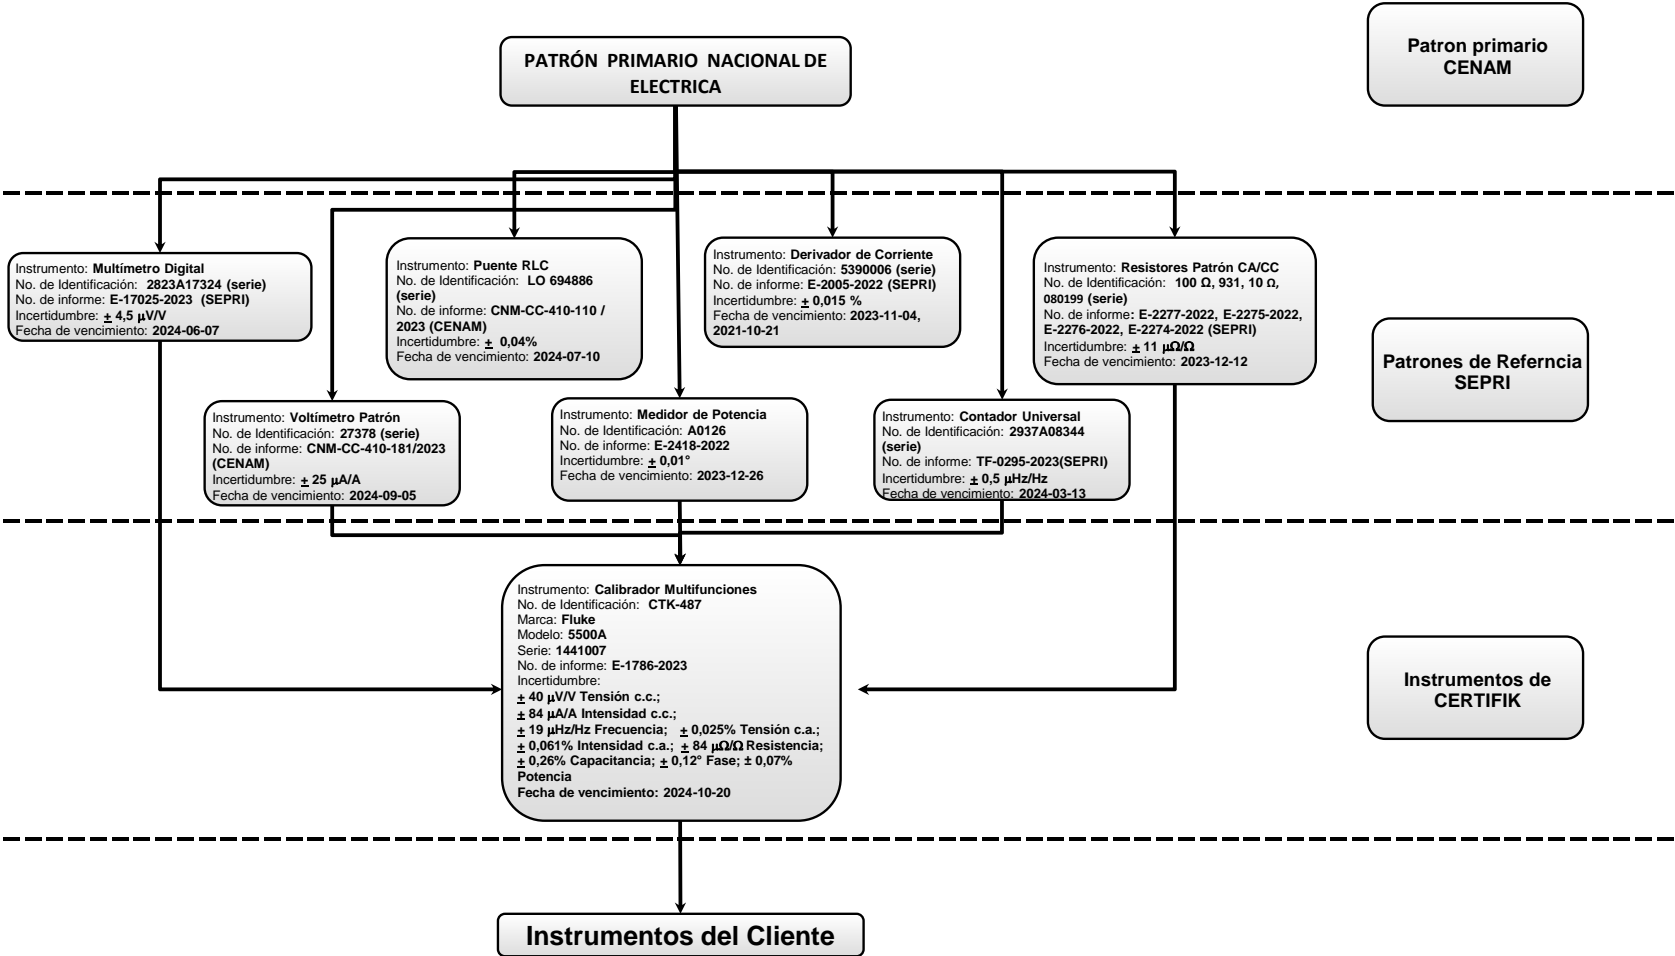 Patron primario
CENAM
PATRÓN PRIMARIO NACIONAL DE
ELECTRICA
Instrumento: Multímetro Digital
No. de Identificación: 2823A17324 (serie)
No. de informe: E-17025-2023 (SEPRI)
Incertidumbre: ± 4,5 µV/V
Fecha de vencimiento: 2024-06-07
Instrumento: Puente RLC
No. de Identificación: LO 694886
(serie)
No. de informe: CNM-CC-410-110 /
2023 (CENAM)
Incertidumbre: ± 0,04%
Fecha de vencimiento: 2024-07-10
Instrumento: Derivador de Corriente
No. de Identificación: 5390006 (serie)
No. de informe: E-2005-2022 (SEPRI)
Incertidumbre: ± 0,015 %
Fecha de vencimiento: 2023-11-04,
2021-10-21
Instrumento: Resistores Patrón CA/CC
No. de Identificación: 100 Ω, 931, 10 Ω,
080199 (serie)
No. de informe: E-2277-2022, E-2275-2022,
E-2276-2022, E-2274-2022 (SEPRI)
Incertidumbre: ± 11 µΩ/Ω
Fecha de vencimiento: 2023-12-12
Patrones de Referncia
SEPRI
Instrumento: Voltímetro Patrón
No. de Identificación: 27378 (serie)
No. de informe: CNM-CC-410-181/2023
(CENAM)
Incertidumbre: ± 25 µA/A
Fecha de vencimiento: 2024-09-05
Instrumento: Medidor de Potencia
No. de Identificación: A0126
No. de informe: E-2418-2022
Incertidumbre: ± 0,01°
Fecha de vencimiento: 2023-12-26
Instrumento: Contador Universal
No. de Identificación: 2937A08344
(serie)
No. de informe: TF-0295-2023(SEPRI)
Incertidumbre: ± 0,5 µHz/Hz
Fecha de vencimiento: 2024-03-13
Instrumento: Calibrador Multifunciones
No. de Identificación: CTK-487
Marca: Fluke
Modelo: 5500A
Serie: 1441007
No. de informe: E-1786-2023
Incertidumbre:
± 40 µV/V Tensión c.c.;
± 84 µA/A Intensidad c.c.;
± 19 µHz/Hz Frecuencia; ± 0,025% Tensión c.a.;
± 0,061% Intensidad c.a.; ± 84 µΩ/Ω Resistencia;
± 0,26% Capacitancia; ± 0,12° Fase; ± 0,07%
Potencia
Fecha de vencimiento: 2024-10-20
Instrumentos de
CERTIFIK
Instrumentos del Cliente